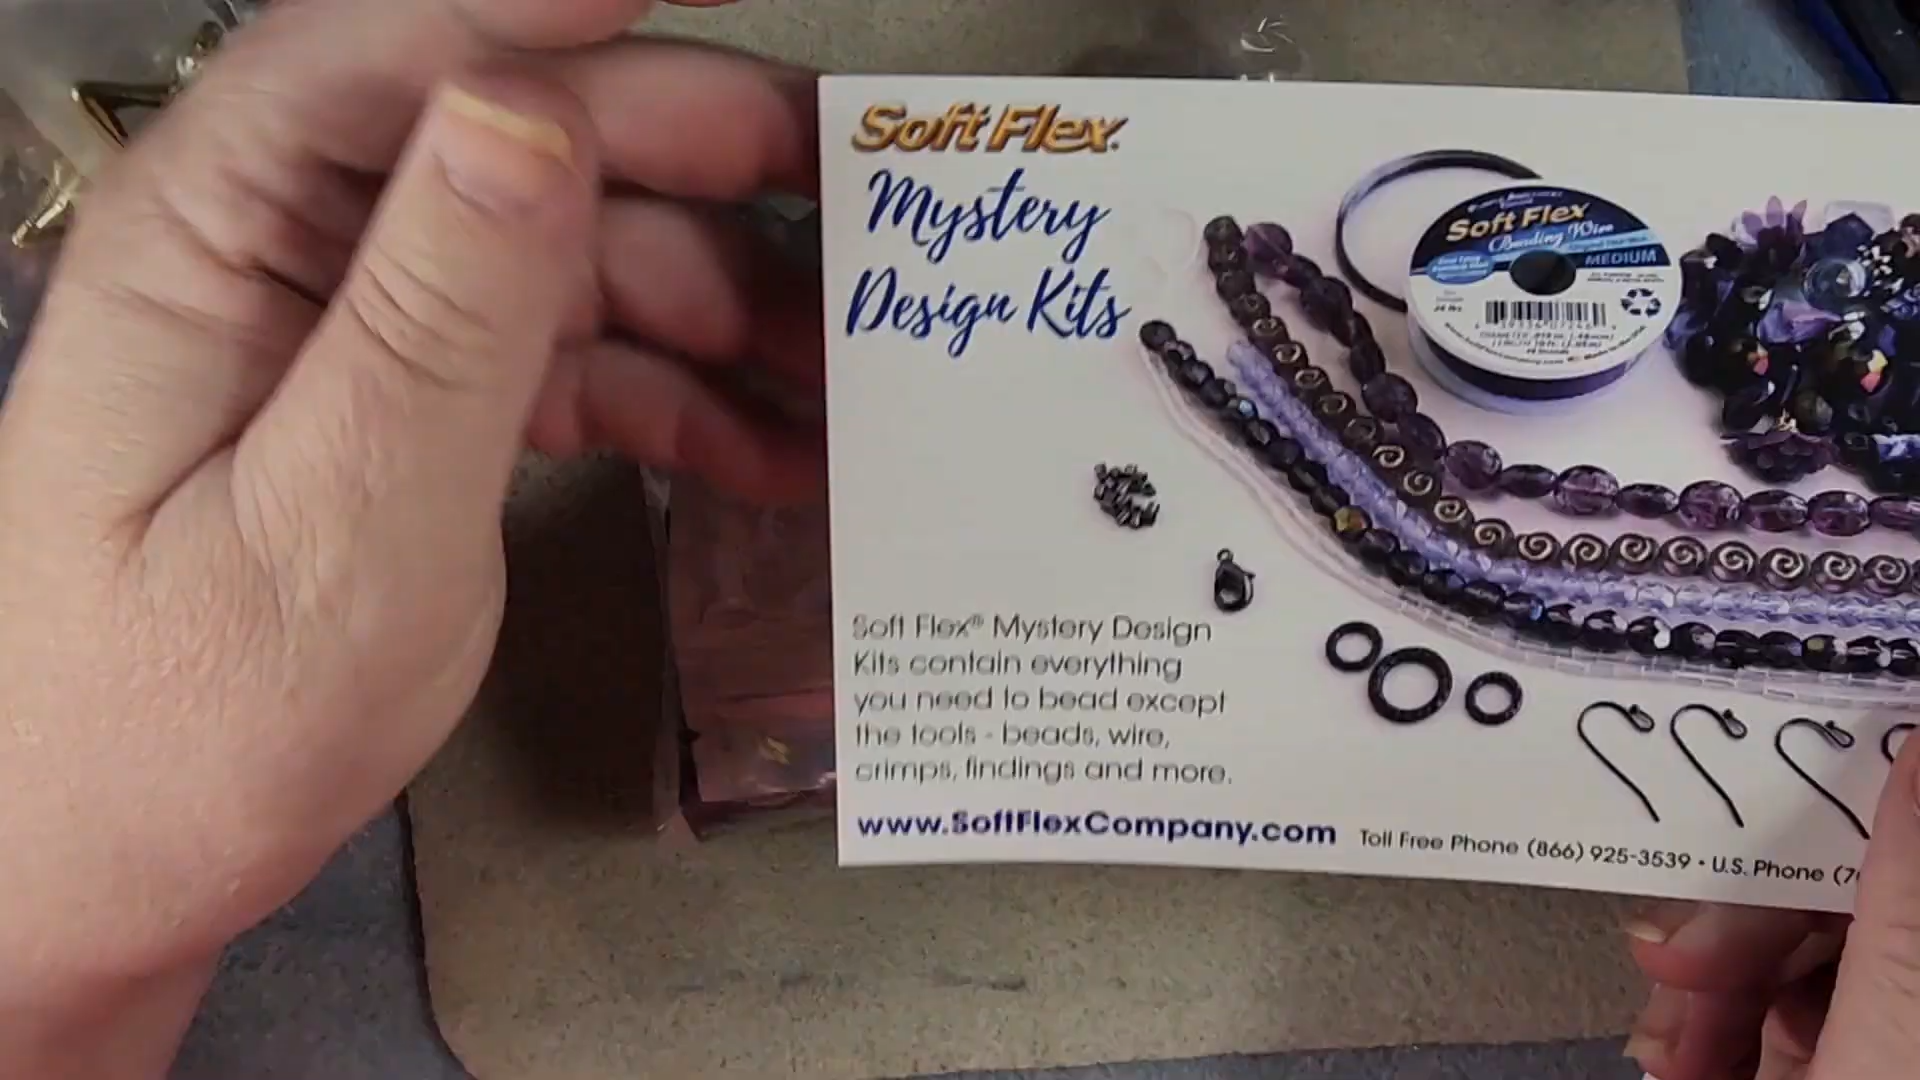 Soft Flex®
Mystery
Design Kits
Soft Flex
Beading Wire
MEDIUM
Soft Flex® Mystery Design
Kits contain everything
you need to bead except
the tools - beads, wire,
crimps, findings and more.
www.SoftFlexCompany.com
Toll Free Phone (866) 925-3539 • U.S. Phone (7